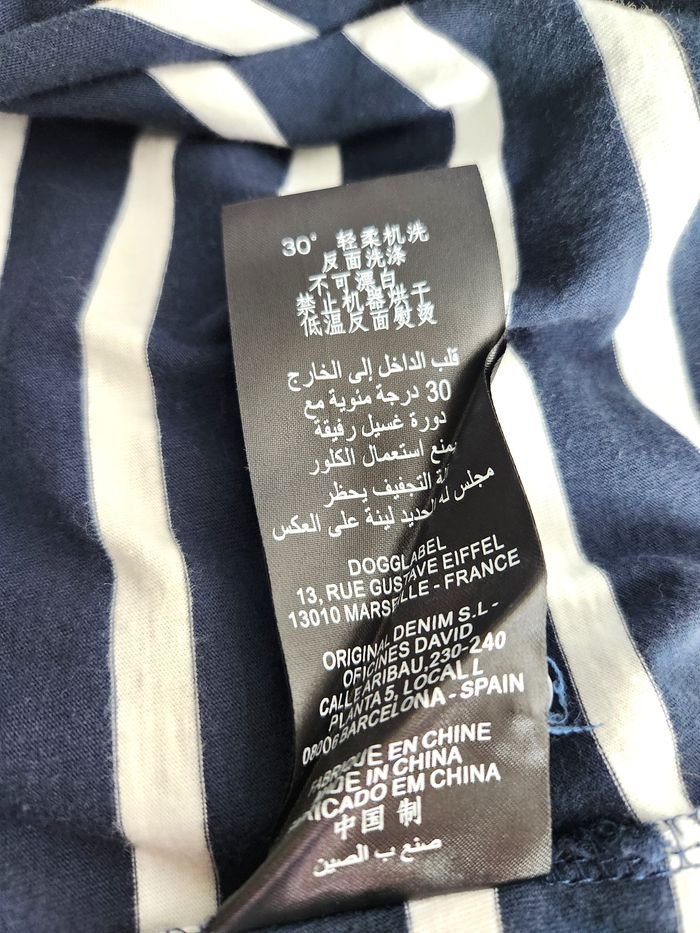 30° 轻柔机洗
反面洗涤
不可漂白
禁止机器烘干
低温反面熨烫
قلب الداخل إلى الخارج
30 درجة مئوية مع
دورة غسيل رقيقة
يمنع استعمال الكلور
التجفيف يحظر
مجلس له الحديد لينة على العكس
DOGGLABEL
13, RUE GUSTAVE EIFFEL
13010 MARSEILLE - FRANCE
ORIGINAL DENIM S.L -
OFICINES DAVID
CALLE ARIBAU, 230-240
PLANTA 5, LOCAL L
08006 BARCELONA - SPAIN
FABRIQUE EN CHINE
MADE IN CHINA
FABRICADO EM CHINA
中国 制
صنع ب الصين